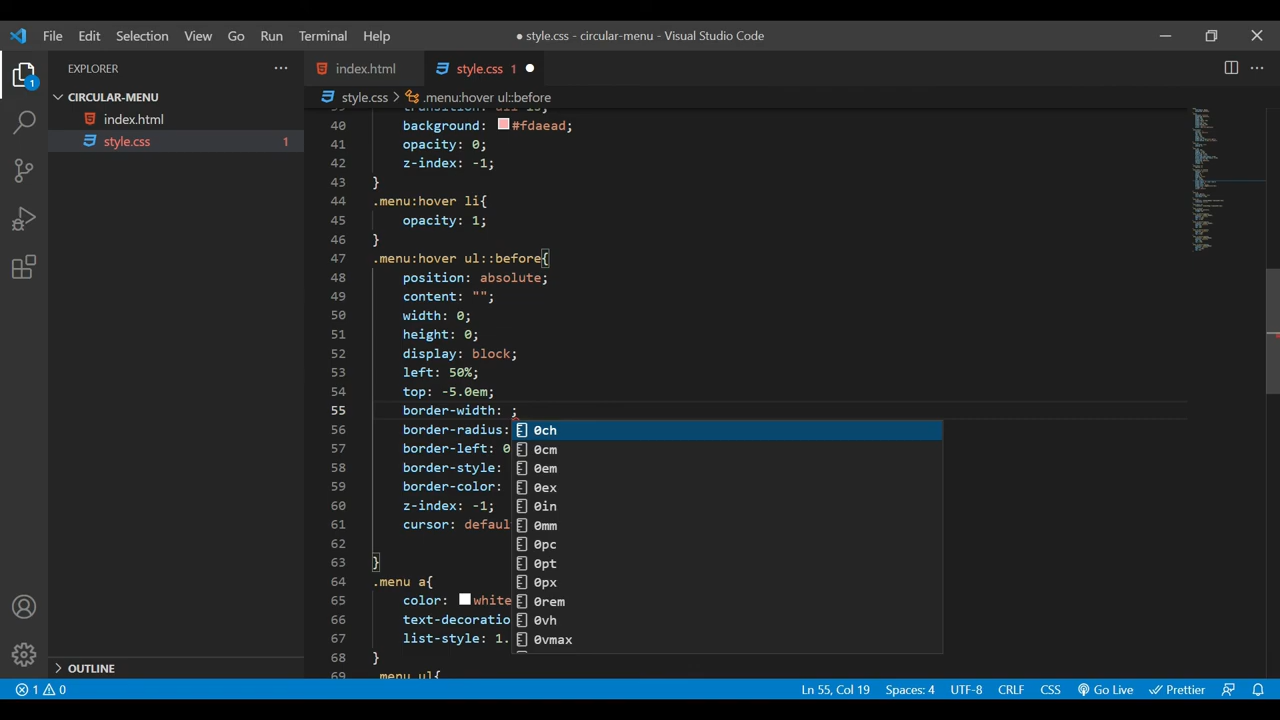 File Edit Selection View Go Run Terminal Help ● style.css - circular-menu - Visual Studio Code
EXPLORER ···
index.html
style.css 1 ●
CIRCULAR-MENU
style.css > .menu:hover ul::before
index.html
style.css 1
1
40 background: #fdaead;
41 opacity: 0;
42 z-index: -1;
43 }
44 .menu:hover li{
45 opacity: 1;
46 }
47 .menu:hover ul::before{
48 position: absolute;
49 content: "";
50 width: 0;
51 height: 0;
52 display: block;
53 left: 50%;
54 top: -5.0em;
55 border-width: ;
56 border-radius:
57 border-left: 0
58 border-style:
59 border-color:
60 z-index: -1;
61 cursor: defaul
62
63 }
64 .menu a{
65 color: white
66 text-decoratio
67 list-style: 1.
68 }
69 .menu ul{
0ch
0cm
0em
0ex
0in
0mm
0pc
0pt
0px
0rem
0vh
0vmax
OUTLINE
1 0 Ln 55, Col 19 Spaces: 4 UTF-8 CRLF CSS Go Live Prettier